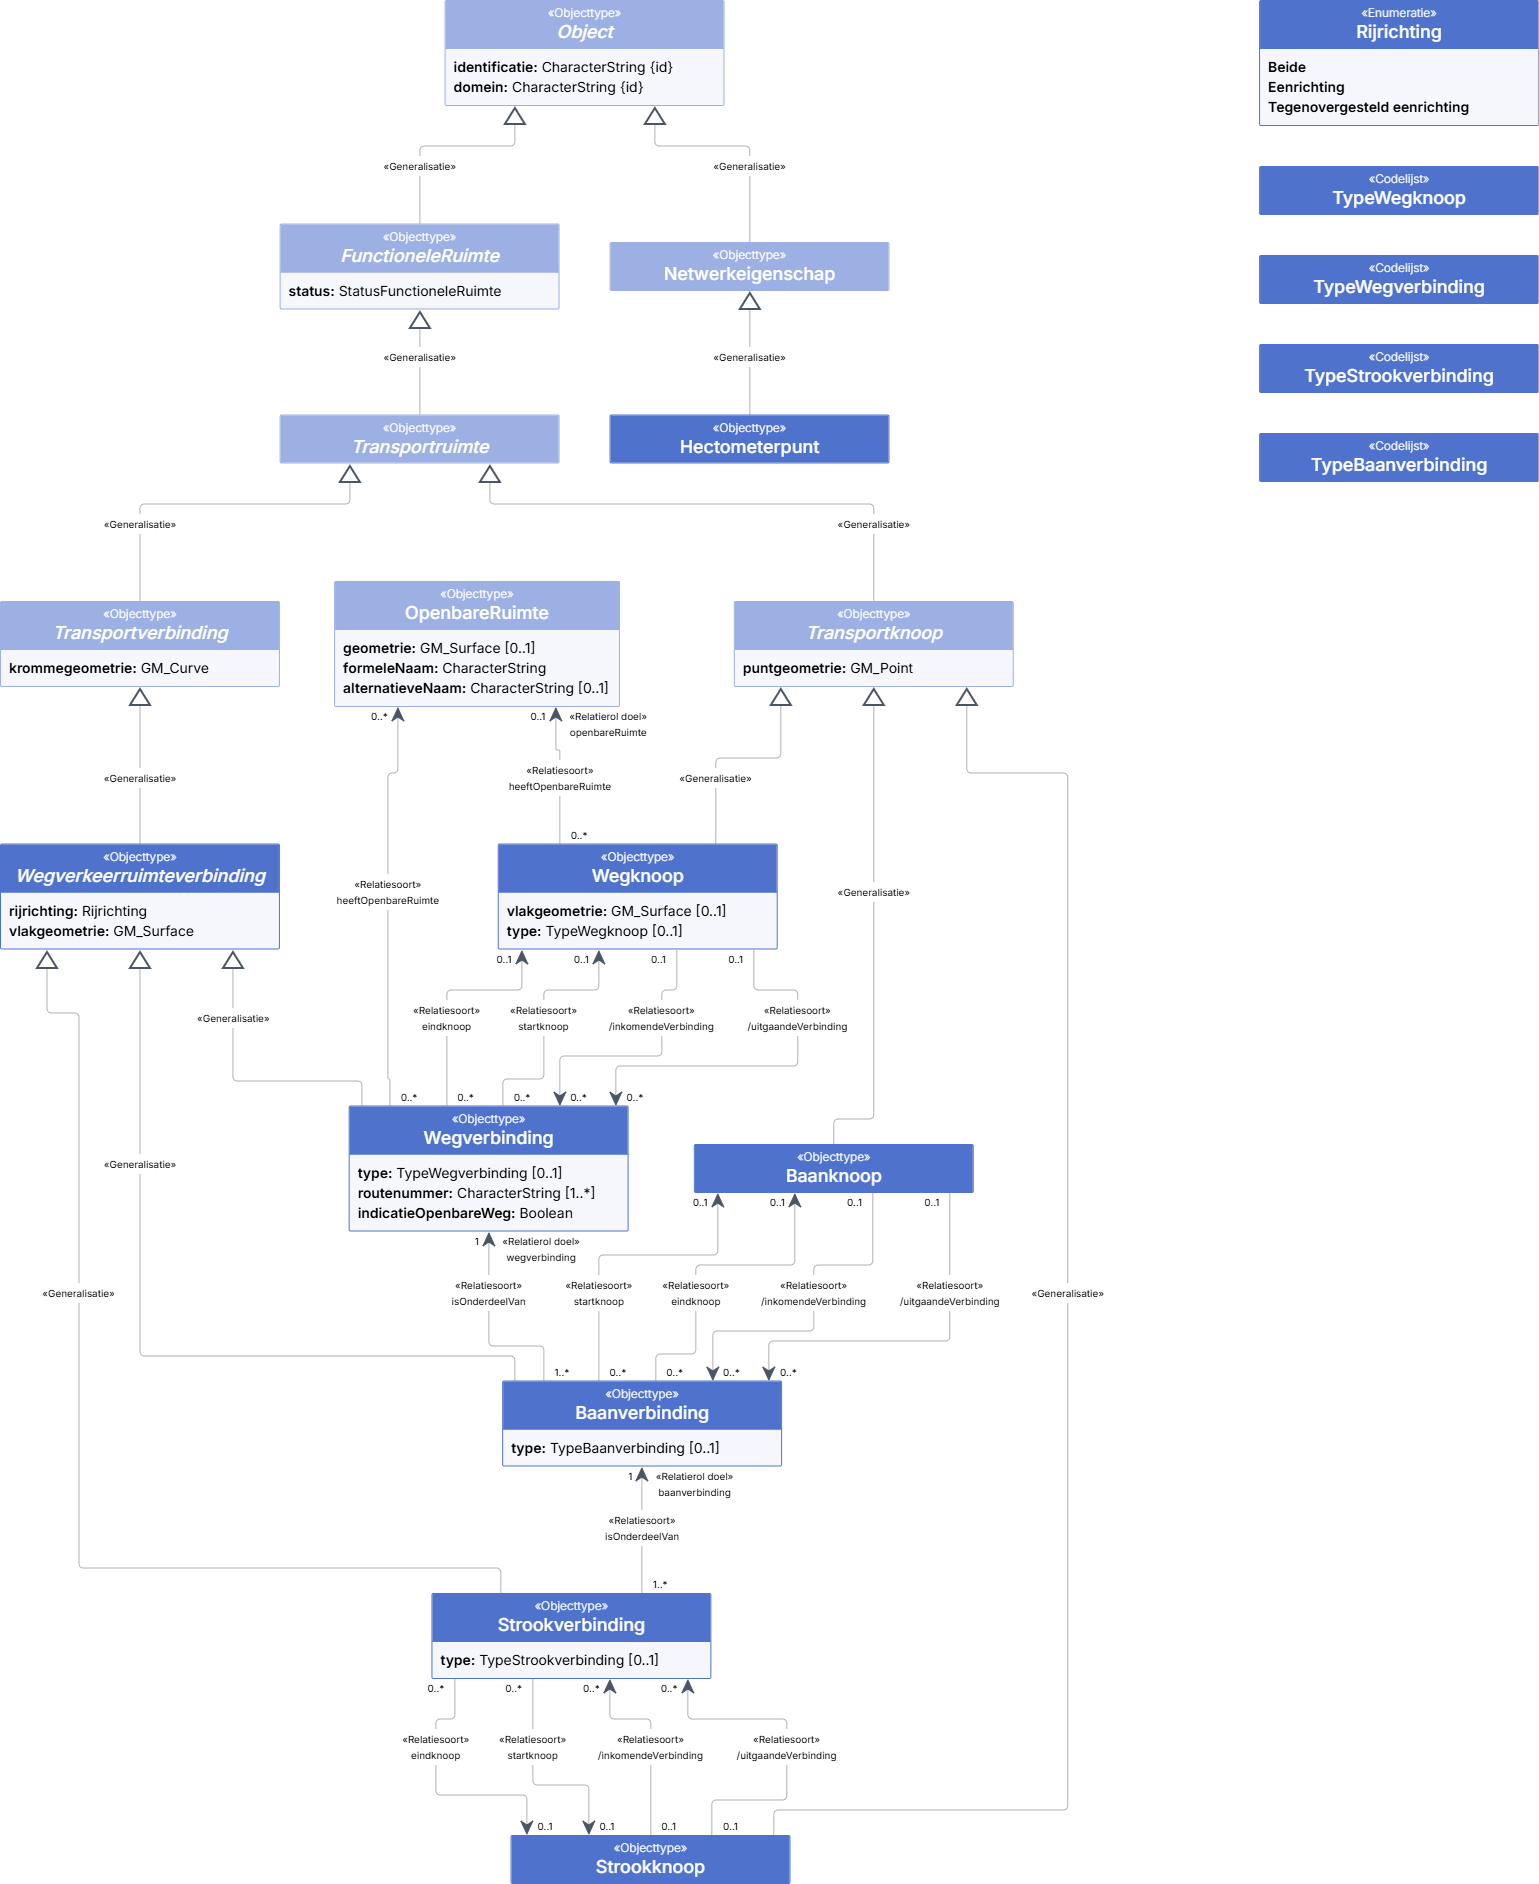 «Objecttype»
Object
identificatie: CharacterString {id}
domein: CharacterString {id}
«Enumeratie»
Rijrichting
Beide
Eenrichting
Tegenovergesteld eenrichting
«Generalisatie»
«Generalisatie»
«Codelijst»
TypeWegknoop
«Objecttype»
FunctioneleRuimte
status: StatusFunctioneleRuimte
«Objecttype»
Netwerkeigenschap
«Codelijst»
TypeWegverbinding
«Generalisatie»
«Generalisatie»
«Codelijst»
TypeStrookverbinding
«Objecttype»
Transportruimte
«Objecttype»
Hectometerpunt
«Codelijst»
TypeBaanverbinding
«Generalisatie»
«Generalisatie»
«Objecttype»
Transportverbinding
krommegeometrie: GM_Curve
«Objecttype»
OpenbareRuimte
geometrie: GM_Surface [0..1]
formeleNaam: CharacterString
alternatieveNaam: CharacterString [0..1]
«Objecttype»
Transportknoop
puntgeometrie: GM_Point
0..*
0..1
«Relatierol doel»
openbareRuimte
«Generalisatie»
«Relatiesoort»
heeftOpenbareRuimte
«Generalisatie»
0..*
«Objecttype»
Wegverkeerruimteverbinding
rijrichting: Rijrichting
vlakgeometrie: GM_Surface
«Relatiesoort»
heeftOpenbareRuimte
«Objecttype»
Wegknoop
vlakgeometrie: GM_Surface [0..1]
type: TypeWegknoop [0..1]
«Generalisatie»
0..1
0..1
0..1
0..1
«Generalisatie»
«Relatiesoort»
eindknoop
«Relatiesoort»
startknoop
«Relatiesoort»
/inkomendeVerbinding
«Relatiesoort»
/uitgaandeVerbinding
0..*
0..*
0..*
0..*
0..*
«Objecttype»
Wegverbinding
type: TypeWegverbinding [0..1]
routenummer: CharacterString [1..*]
indicatieOpenbareWeg: Boolean
«Generalisatie»
«Objecttype»
Baanknoop
0..1
0..1
0..1
0..1
1
«Relatierol doel»
wegverbinding
«Generalisatie»
«Relatiesoort»
isOnderdeelVan
«Relatiesoort»
startknoop
«Relatiesoort»
eindknoop
«Relatiesoort»
/inkomendeVerbinding
«Relatiesoort»
/uitgaandeVerbinding
«Generalisatie»
1..*
0..*
0..*
0..*
0..*
«Objecttype»
Baanverbinding
type: TypeBaanverbinding [0..1]
1
«Relatierol doel»
baanverbinding
«Relatiesoort»
isOnderdeelVan
1..*
«Objecttype»
Strookverbinding
type: TypeStrookverbinding [0..1]
0..*
0..*
0..*
0..*
«Relatiesoort»
eindknoop
«Relatiesoort»
startknoop
«Relatiesoort»
/inkomendeVerbinding
«Relatiesoort»
/uitgaandeVerbinding
0..1
0..1
0..1
0..1
«Objecttype»
Strookknoop